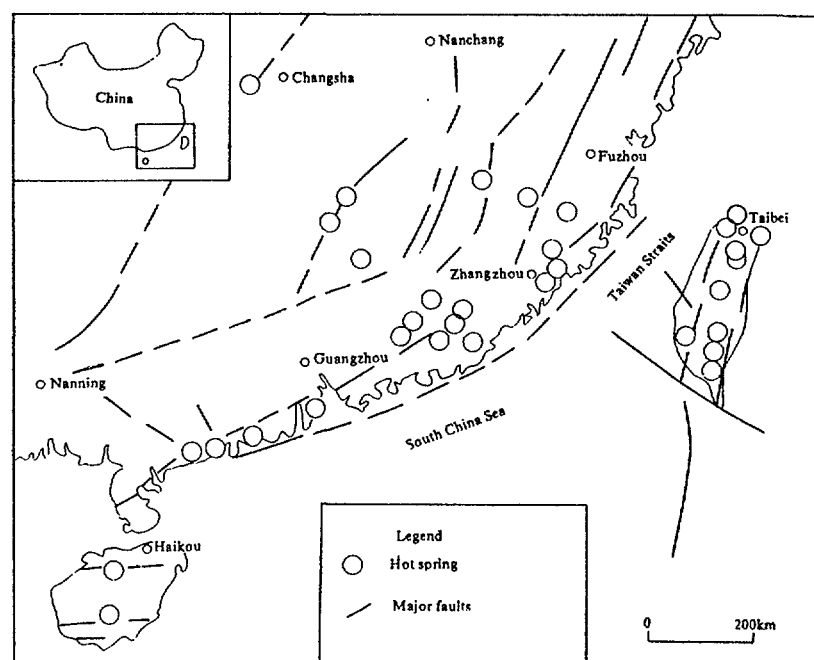 Nanchang
Changsha
China
Fuzhou
Taibei
Zhangzhou
Taiwan Straits
Guangzhou
Nanning
South China Sea
Legend
Haikou
Hot spring
Major faults
0 200km